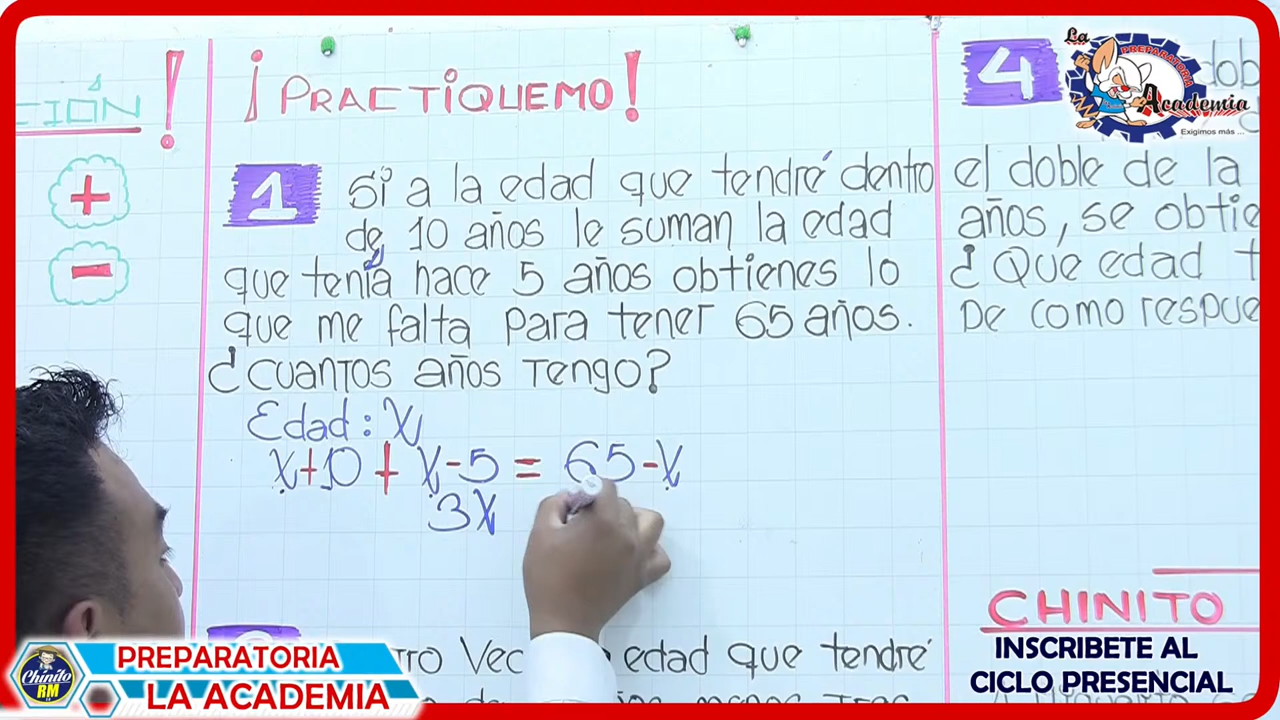 CIÓN !
¡ PRACTIQUEMO !
+
-
1 Si a la edad que tendré dentro
de 10 años le suman la edad
que tenía hace 5 años obtienes lo
que me falta para tener 65 años.
¿CUANTOS años Tengo?
Edad: x
x+10 + x-5 = 65-x
3x
edad que tendré
4
el doble de la
años, se obtie
¿Que edad t
De como respue
CHINITO
INSCRIBETE AL
CICLO PRESENCIAL
La
PREPARATORIA
Academia
Exigimos más ...
Chinito
RM
PREPARATORIA
LA ACADEMIA